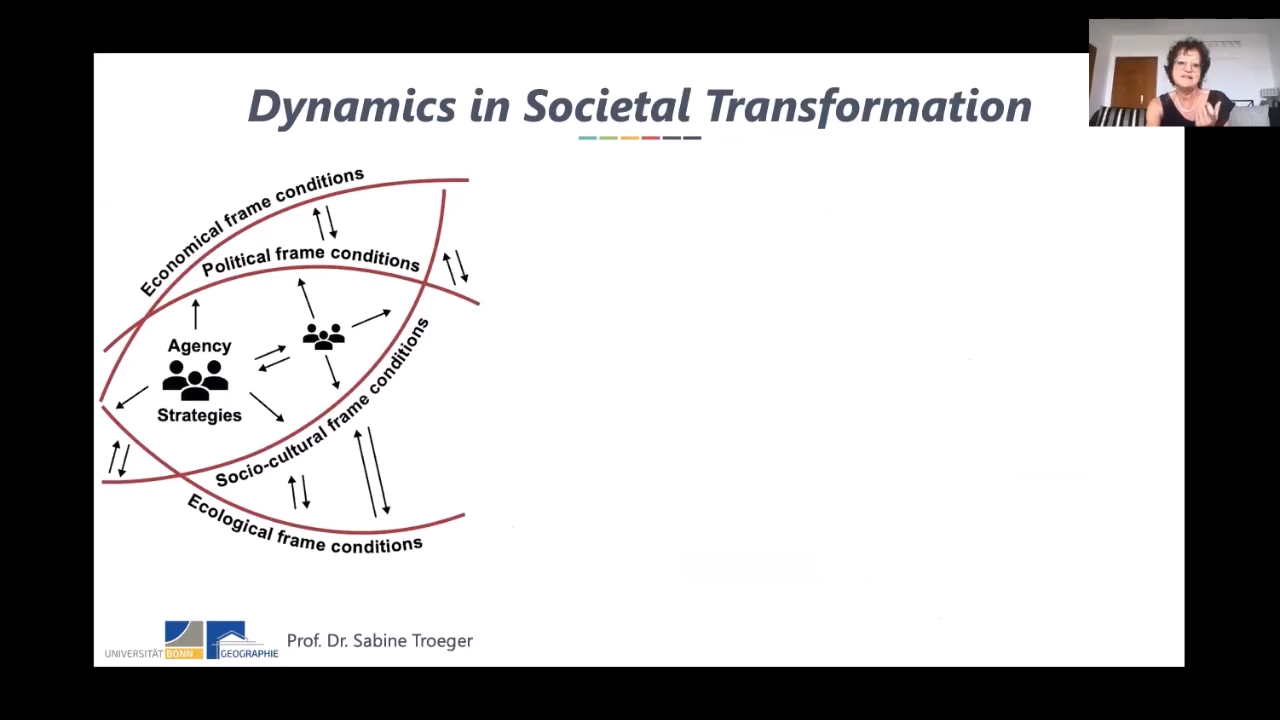 Dynamics in Societal Transformation
Economical frame conditions
Political frame conditions
Agency
Strategies
Socio-cultural frame conditions
Ecological frame conditions
UNIVERSITÄT BONN GEOGRAPHIE
Prof. Dr. Sabine Troeger